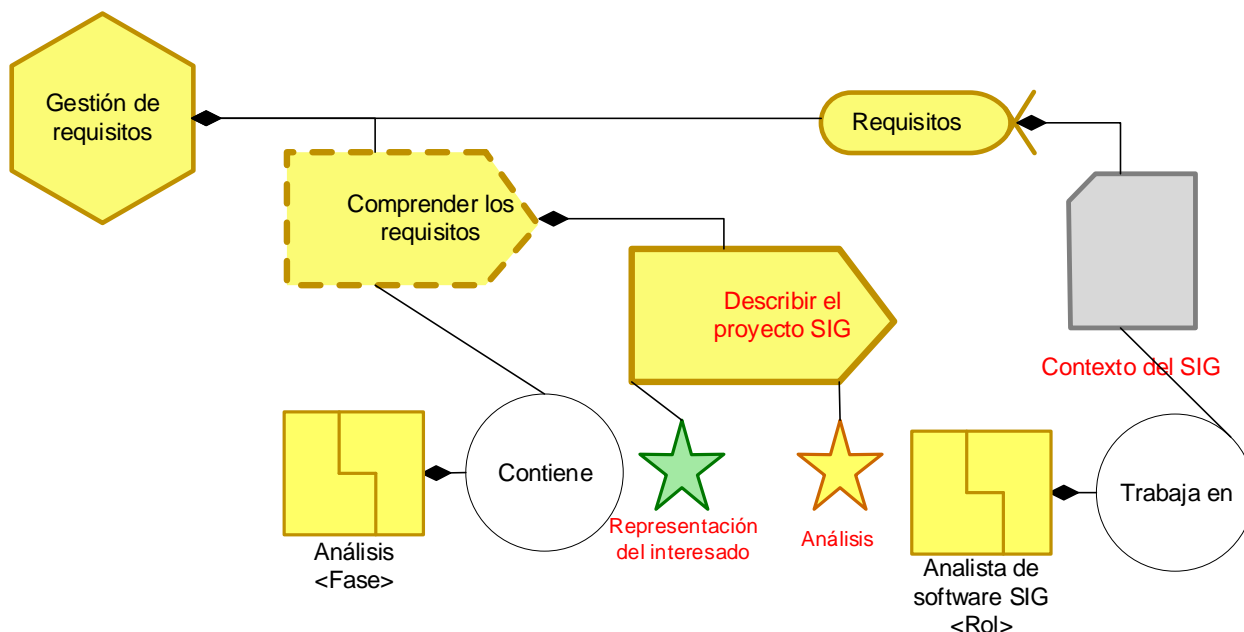 Gestión de
requisitos
Requisitos
Comprender los
requisitos
Describir el
proyecto SIG
Contexto del SIG
Contiene
Trabaja en
Representación
del interesado
Análisis
Análisis
<Fase>
Analista de
software SIG
<Rol>